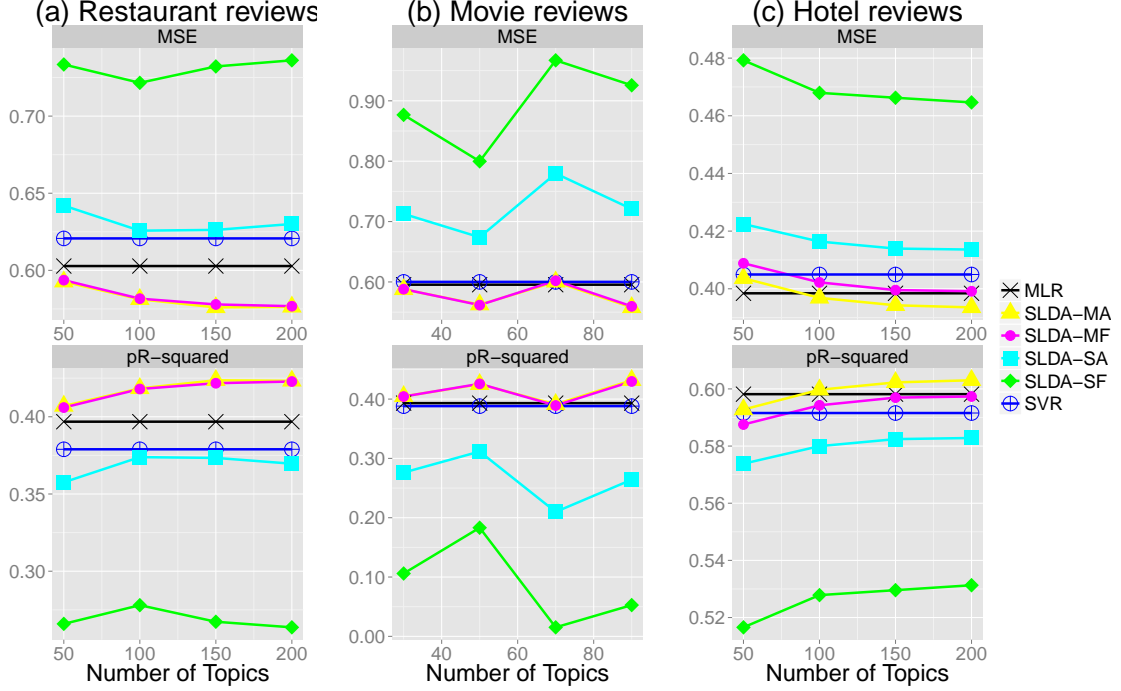 (a) Restaurant reviews
(b) Movie reviews
(c) Hotel reviews
MSE
MSE
MSE
0.70
0.65
0.60
50 100 150 200
0.90
0.80
0.70
0.60
0.50
40 60 80
0.48
0.46
0.44
0.42
0.40
50 100 150 200
pR−squared
pR−squared
pR−squared
0.40
0.35
0.30
50 100 150 200
Number of Topics
0.40
0.30
0.20
0.10
0.00
40 60 80
Number of Topics
0.60
0.58
0.56
0.54
0.52
50 100 150 200
Number of Topics
MLR
SLDA−MA
SLDA−MF
SLDA−SA
SLDA−SF
SVR